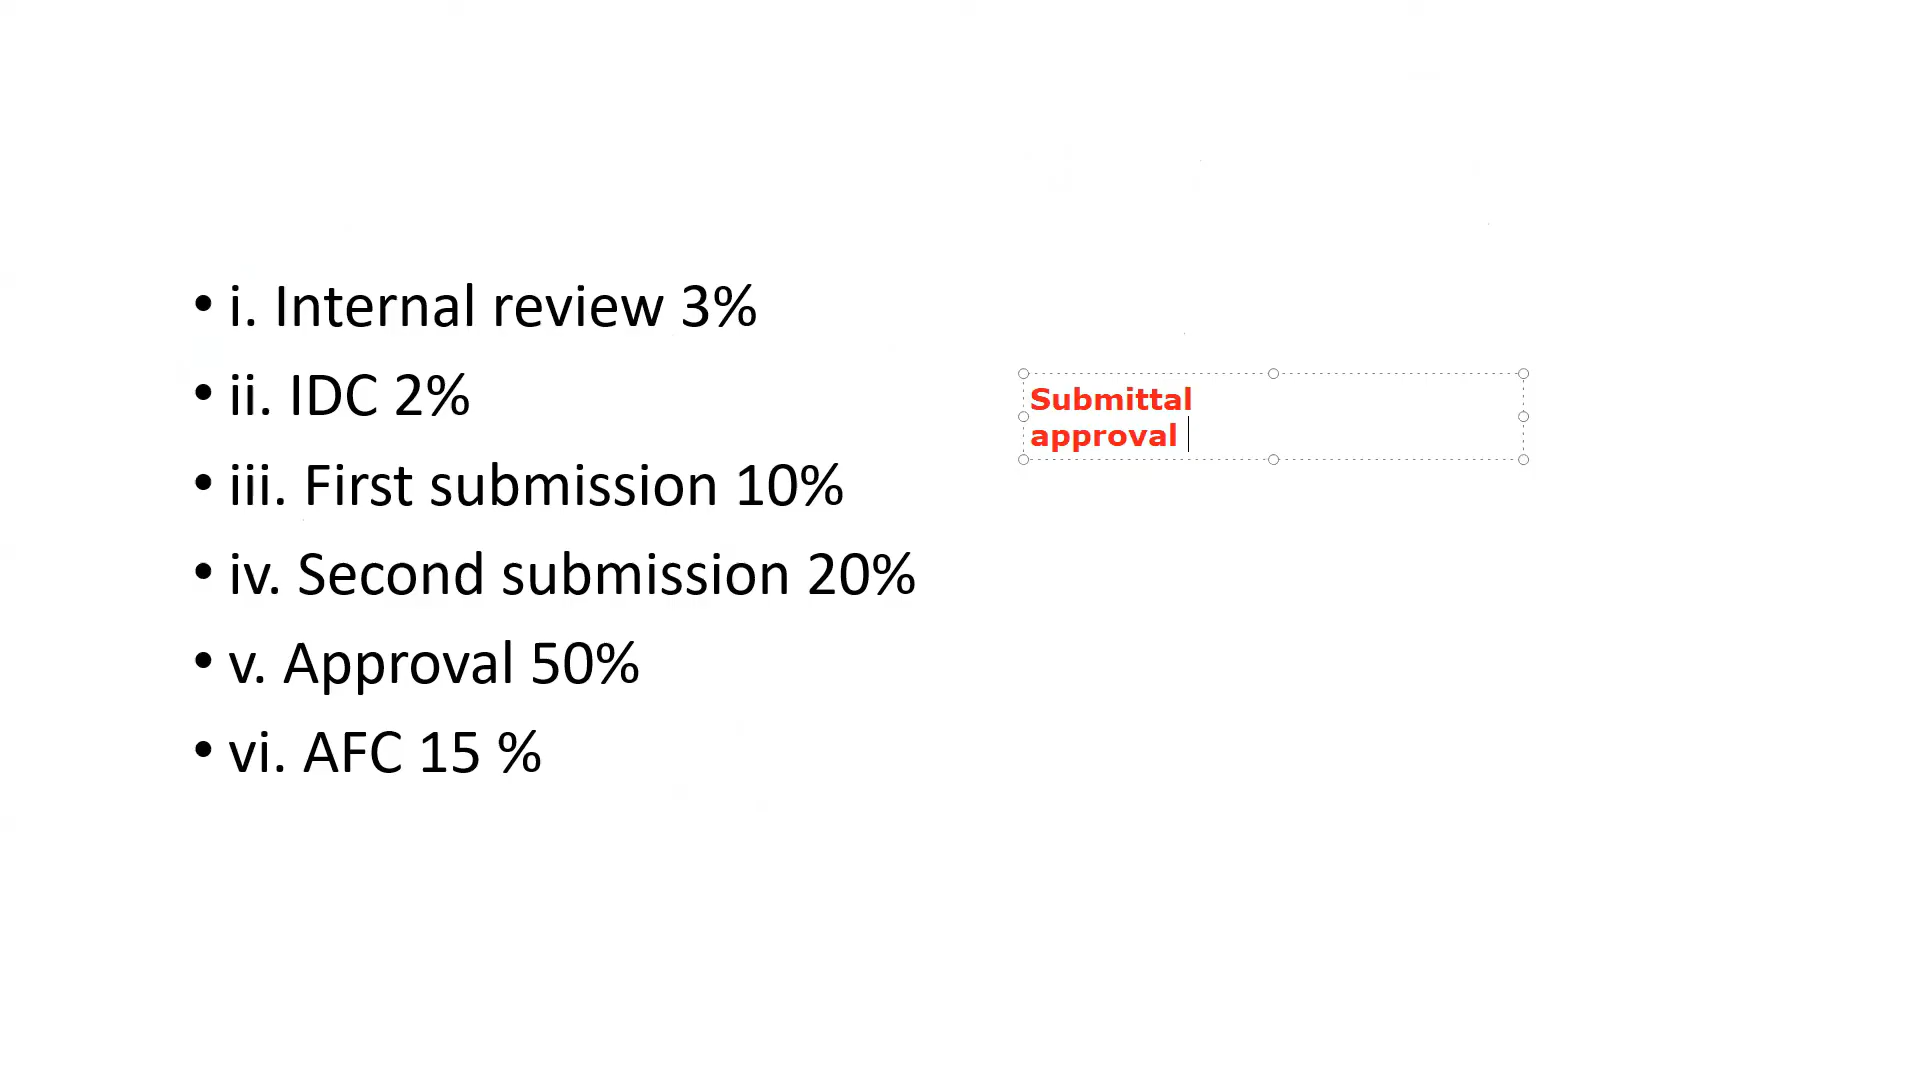 • i. Internal review 3%
• ii. IDC 2%
• iii. First submission 10%
• iv. Second submission 20%
• v. Approval 50%
• vi. AFC 15 %
Submittal
approval